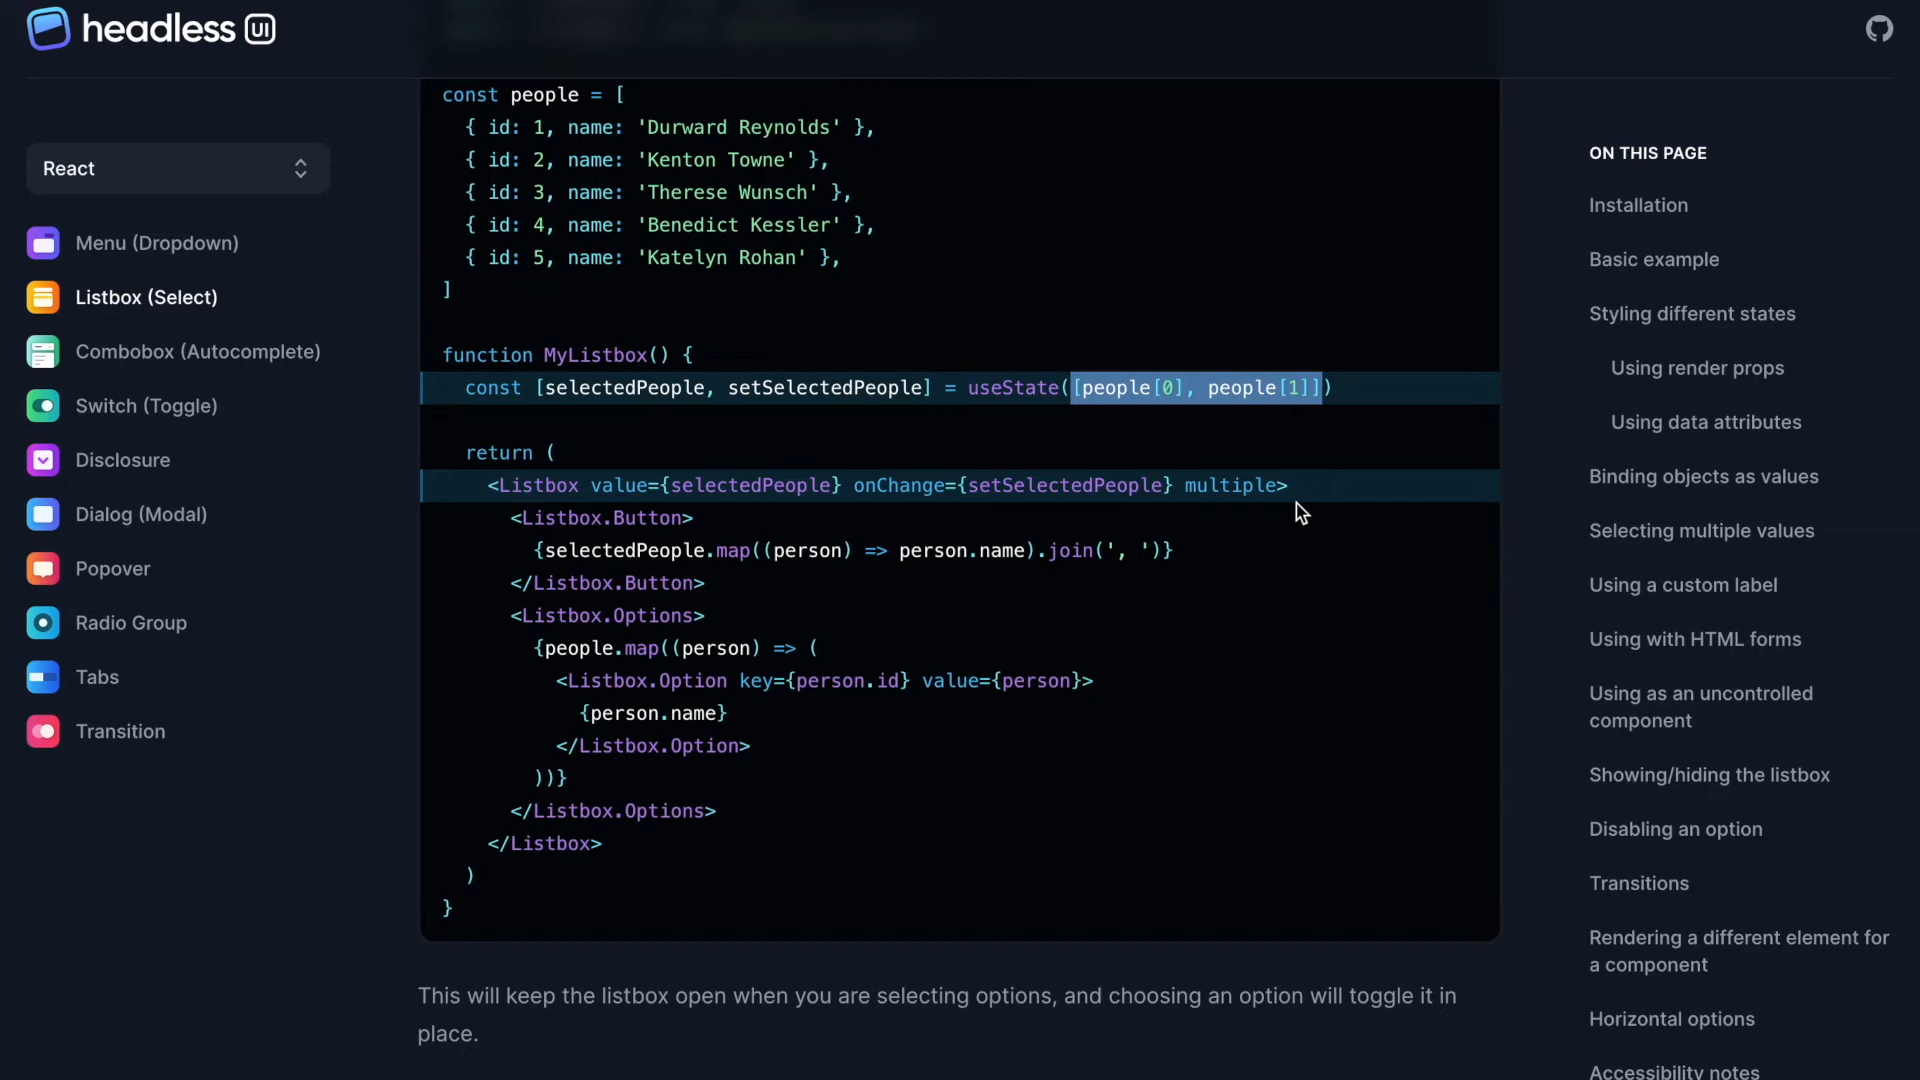 headless UI
React
Menu (Dropdown)
Listbox (Select)
Combobox (Autocomplete)
Switch (Toggle)
Disclosure
Dialog (Modal)
Popover
Radio Group
Tabs
Transition
const people = [
  { id: 1, name: 'Durward Reynolds' },
  { id: 2, name: 'Kenton Towne' },
  { id: 3, name: 'Therese Wunsch' },
  { id: 4, name: 'Benedict Kessler' },
  { id: 5, name: 'Katelyn Rohan' },
]
function MyListbox() {
  const [selectedPeople, setSelectedPeople] = useState([people[0], people[1]])
  return (
    <Listbox value={selectedPeople} onChange={setSelectedPeople} multiple>
      <Listbox.Button>
        {selectedPeople.map((person) => person.name).join(', ')}
      </Listbox.Button>
      <Listbox.Options>
        {people.map((person) => (
          <Listbox.Option key={person.id} value={person}>
            {person.name}
          </Listbox.Option>
        ))}
      </Listbox.Options>
    </Listbox>
  )
}
This will keep the listbox open when you are selecting options, and choosing an option will toggle it in
place.
ON THIS PAGE
Installation
Basic example
Styling different states
Using render props
Using data attributes
Binding objects as values
Selecting multiple values
Using a custom label
Using with HTML forms
Using as an uncontrolled
component
Showing/hiding the listbox
Disabling an option
Transitions
Rendering a different element for
a component
Horizontal options
Accessibility notes